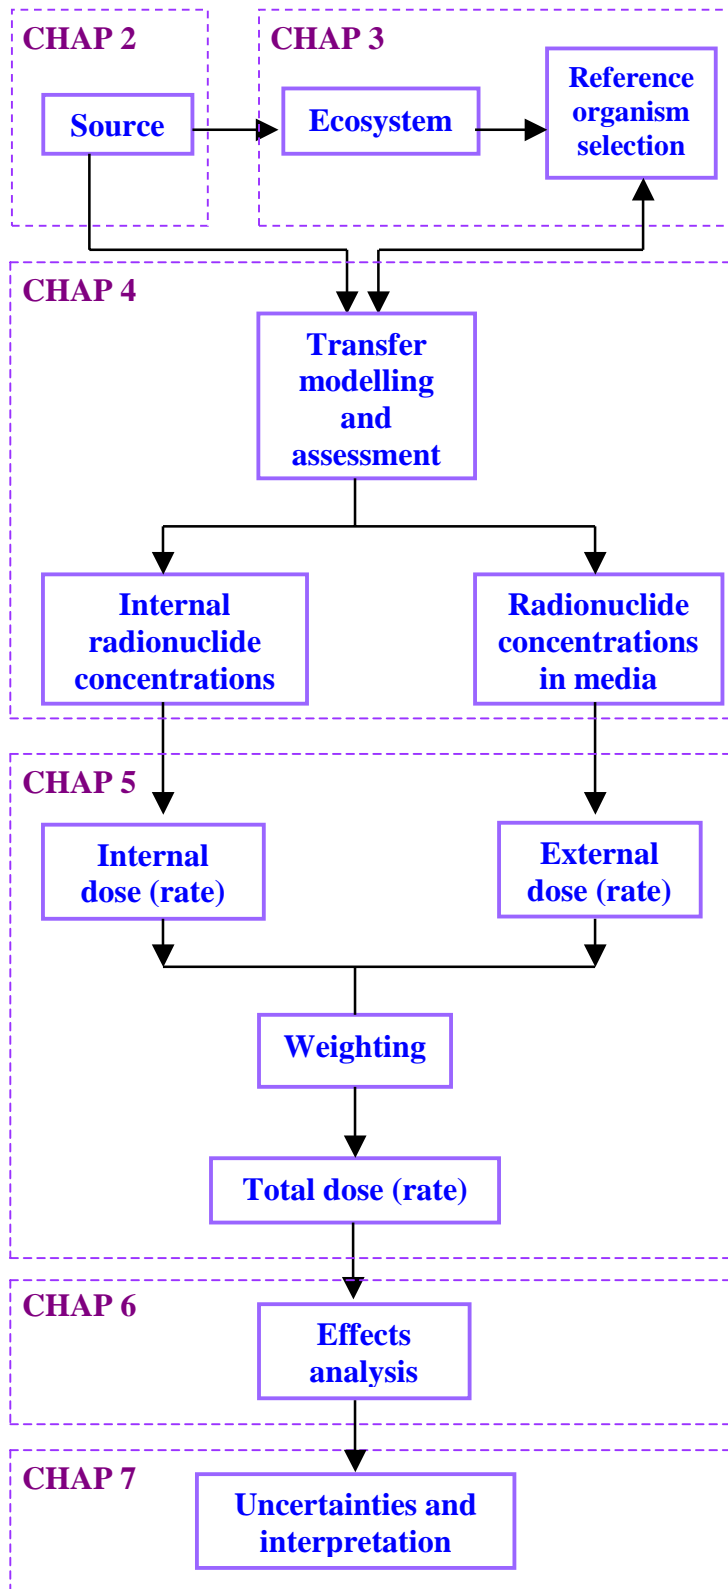 CHAP 2
Source
CHAP 3
Ecosystem
Reference
organism
selection
CHAP 4
Transfer
modelling
and
assessment
Internal
radionuclide
concentrations
Radionuclide
concentrations
in media
CHAP 5
Internal
dose (rate)
External
dose (rate)
Weighting
Total dose (rate)
CHAP 6
Effects
analysis
CHAP 7
Uncertainties and
interpretation